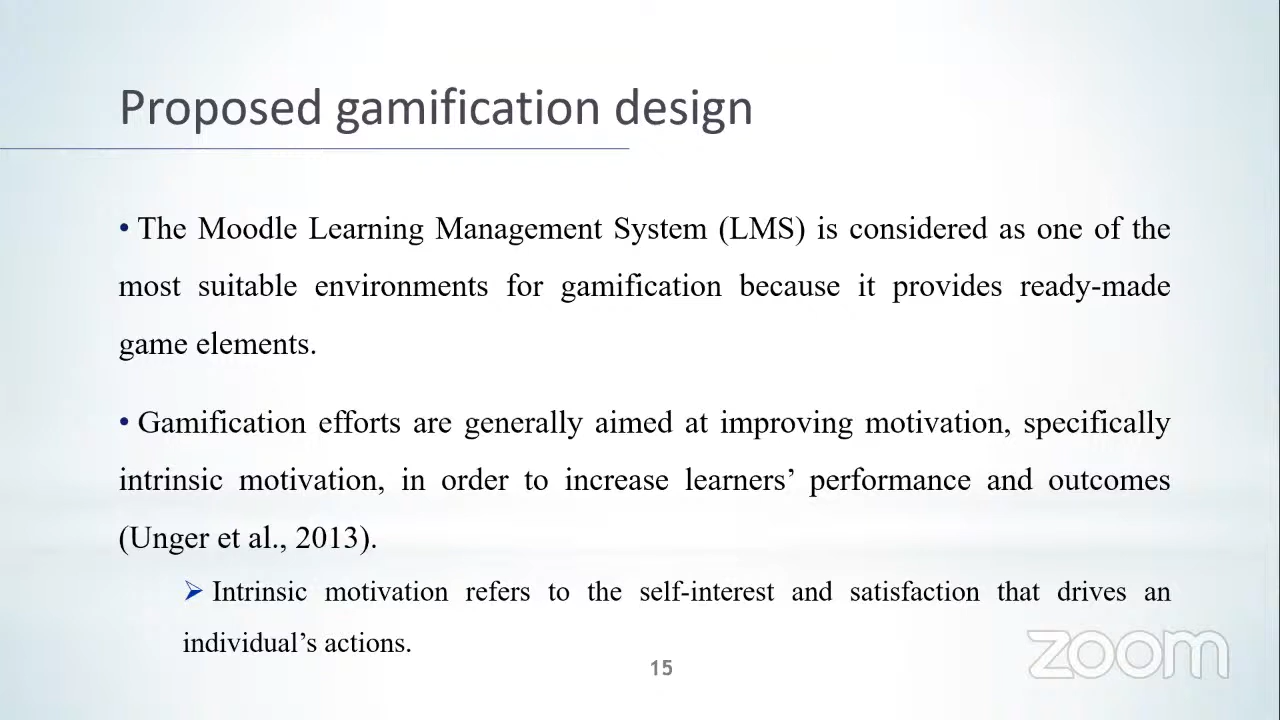 Proposed gamification design
• The Moodle Learning Management System (LMS) is considered as one of the
most suitable environments for gamification because it provides ready-made
game elements.
• Gamification efforts are generally aimed at improving motivation, specifically
intrinsic motivation, in order to increase learners’ performance and outcomes
(Unger et al., 2013).
➢ Intrinsic motivation refers to the self-interest and satisfaction that drives an
individual’s actions.
15
zoom